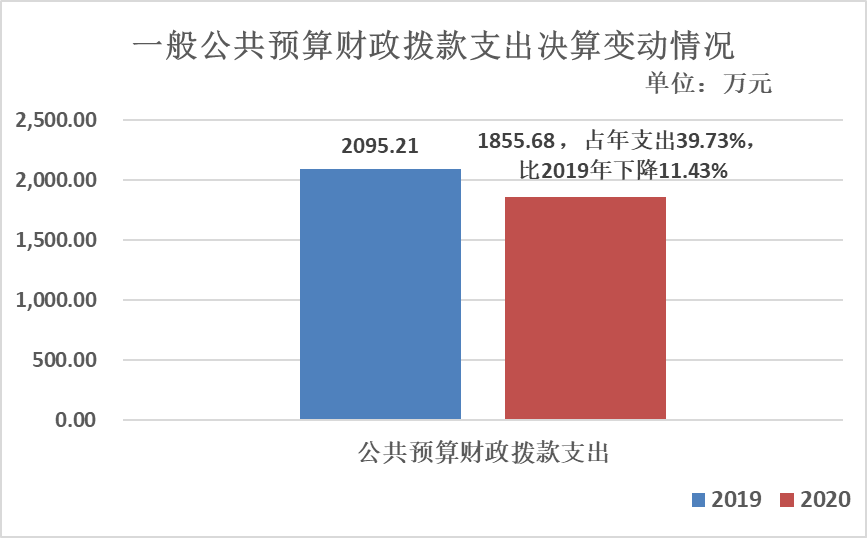 一般公共预算财政拨款支出决算变动情况
单位：万元
2,500.00
2,000.00
1,500.00
1,000.00
500.00
0.00
2095.21
1855.68 ，占年支出39.73%，
比2019年下降11.43%
公共预算财政拨款支出
2019
2020